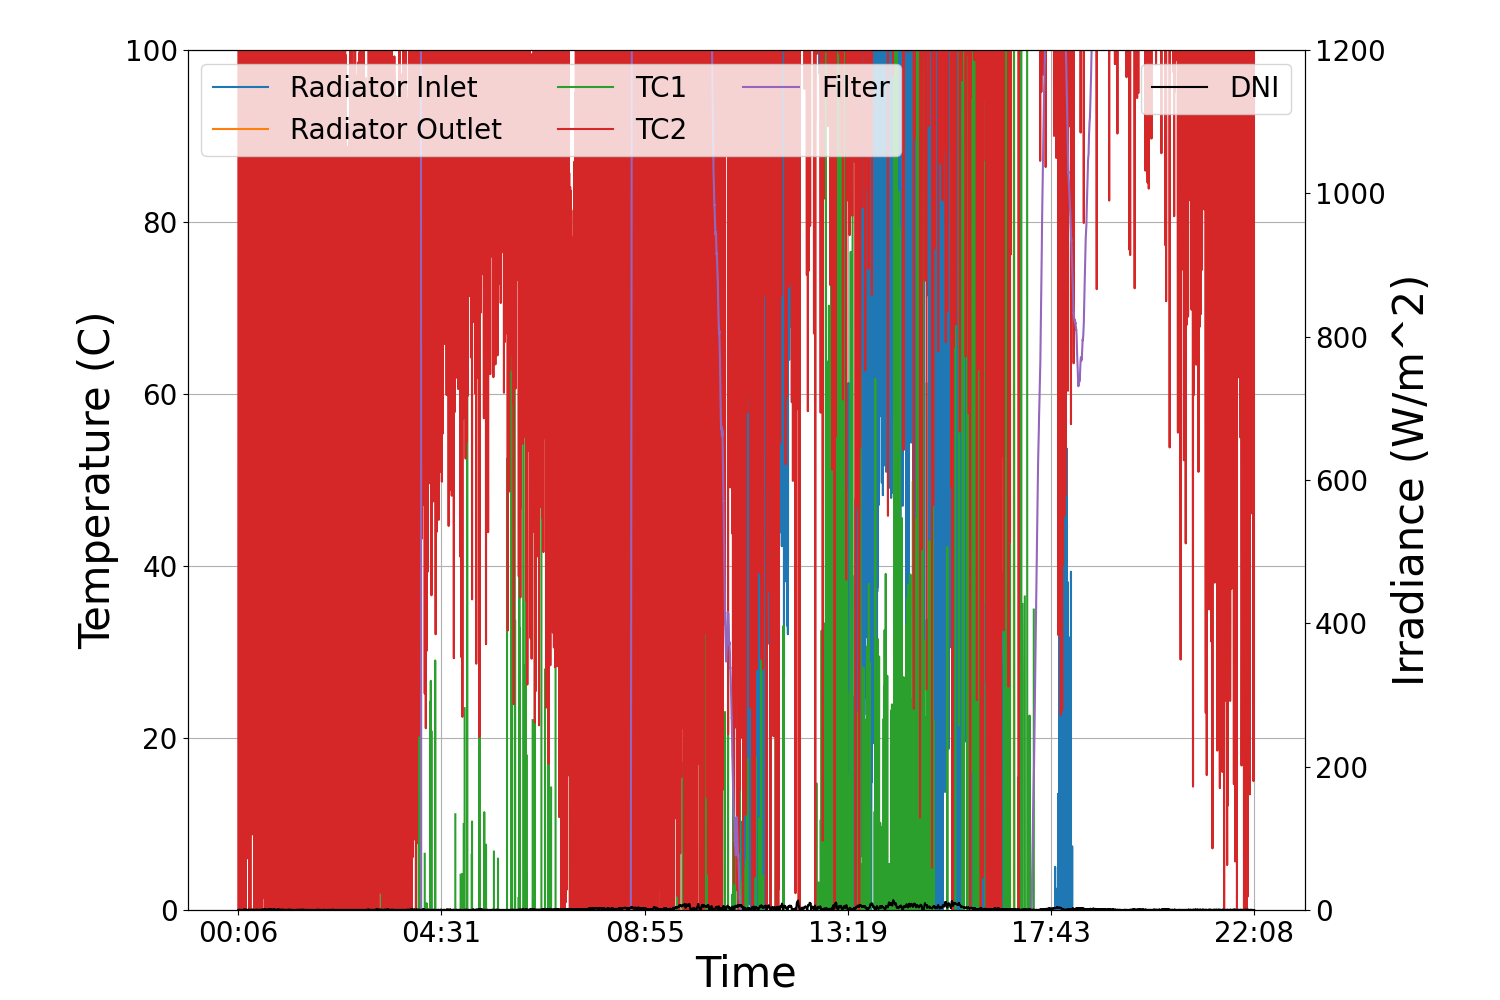 100
80
60
40
20
0
Temperature (C)
Radiator Inlet
Radiator Outlet
TC1
TC2
Filter
DNI
1200
1000
800
600
400
200
0
Irradiance (W/m^2)
00:06 04:31 08:55 13:19 17:43 22:08
Time